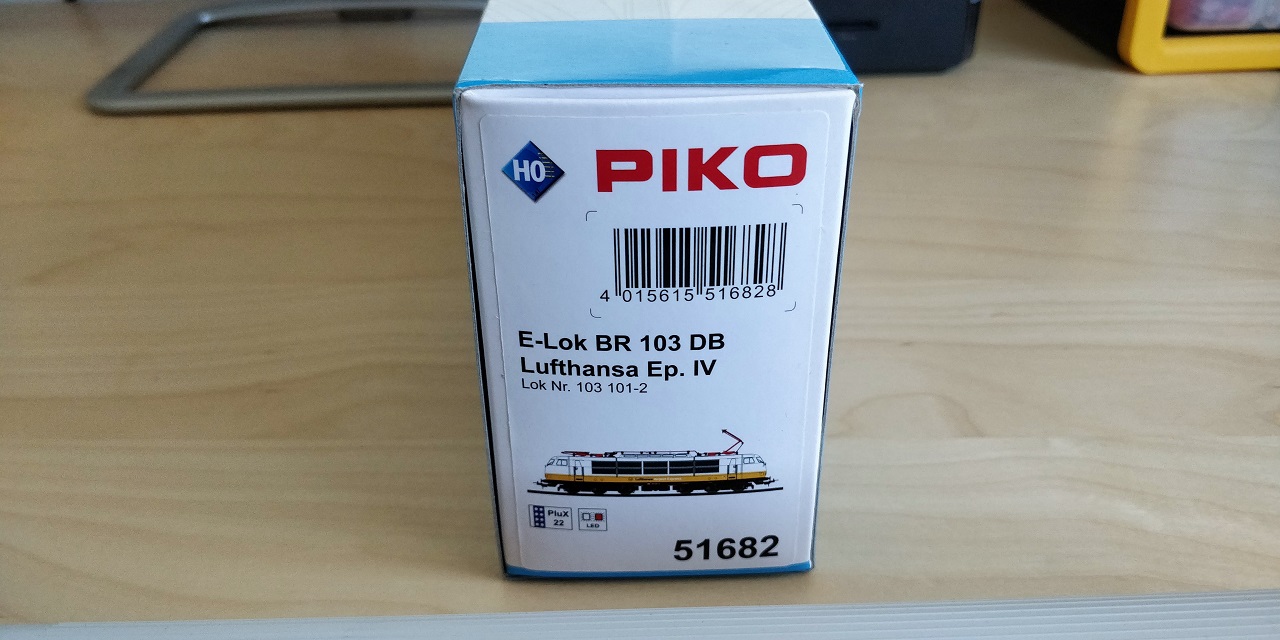 H0
PIKO
4 015615 516828
E-Lok BR 103 DB
Lufthansa Ep. IV
Lok Nr. 103 101-2
Lufthansa
PluX
22
LED
51682